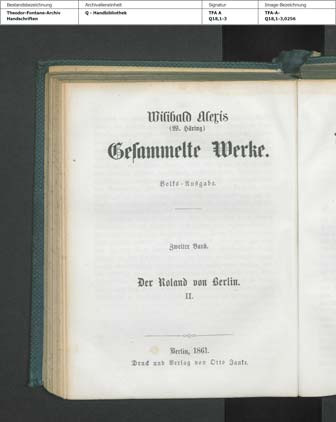 Bestandsbezeichnung Archivalieneinheit Signatur Image-Bezeichnung
Theodor-Fontane-Archiv Q - Handbibliothek TFA A TFA-A-
Handschriften Q18,1-3 Q18,1-3,0256
Wilibald Alexis
(W. Häring)
Gesammelte Werke.
Volks-Ausgabe.
Zweiter Band.
Der Roland von Berlin.
II.
Berlin, 1861.
Druck und Verlag von Otto Janke.